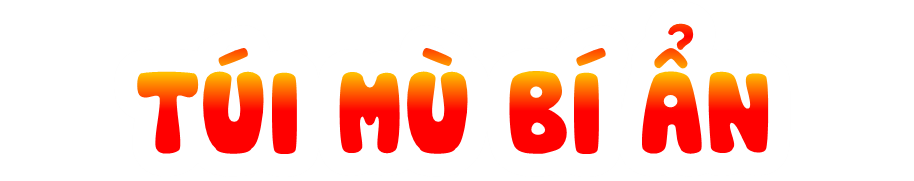 TÚI MÙ BÍ ẨN